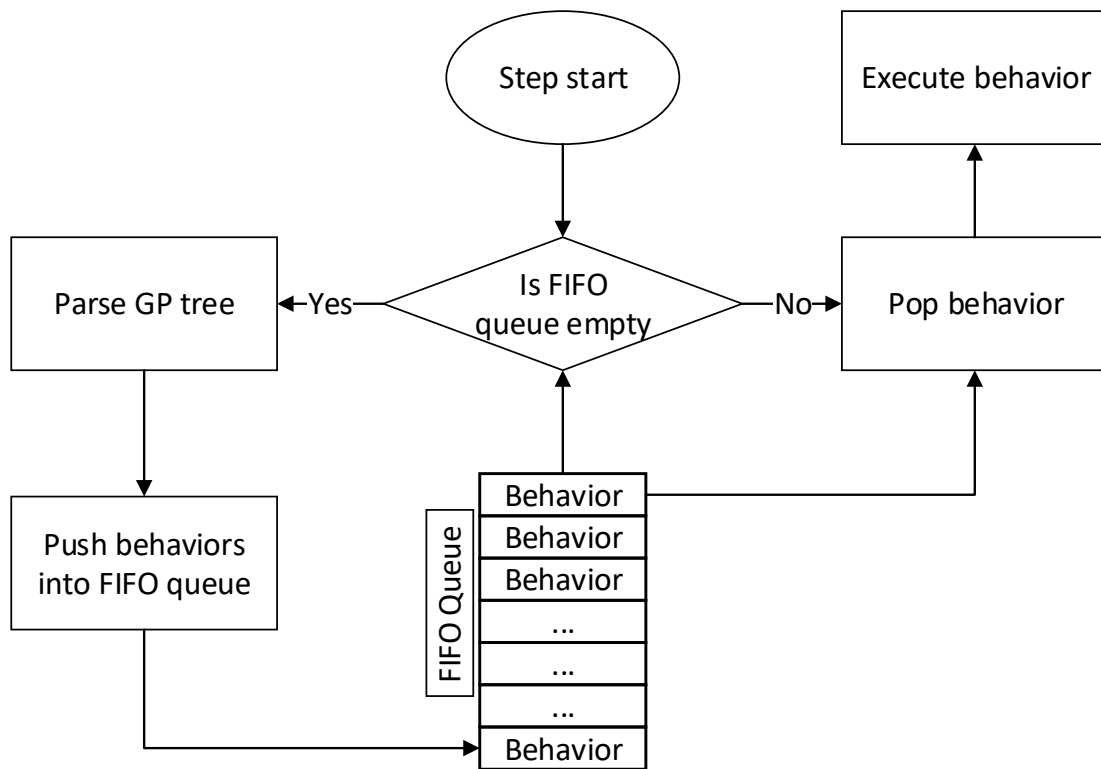 Step start
Execute behavior
Parse GP tree
Yes
Is FIFO
queue empty
No
Pop behavior
Push behaviors
into FIFO queue
FIFO Queue
Behavior
Behavior
Behavior
...
...
...
Behavior